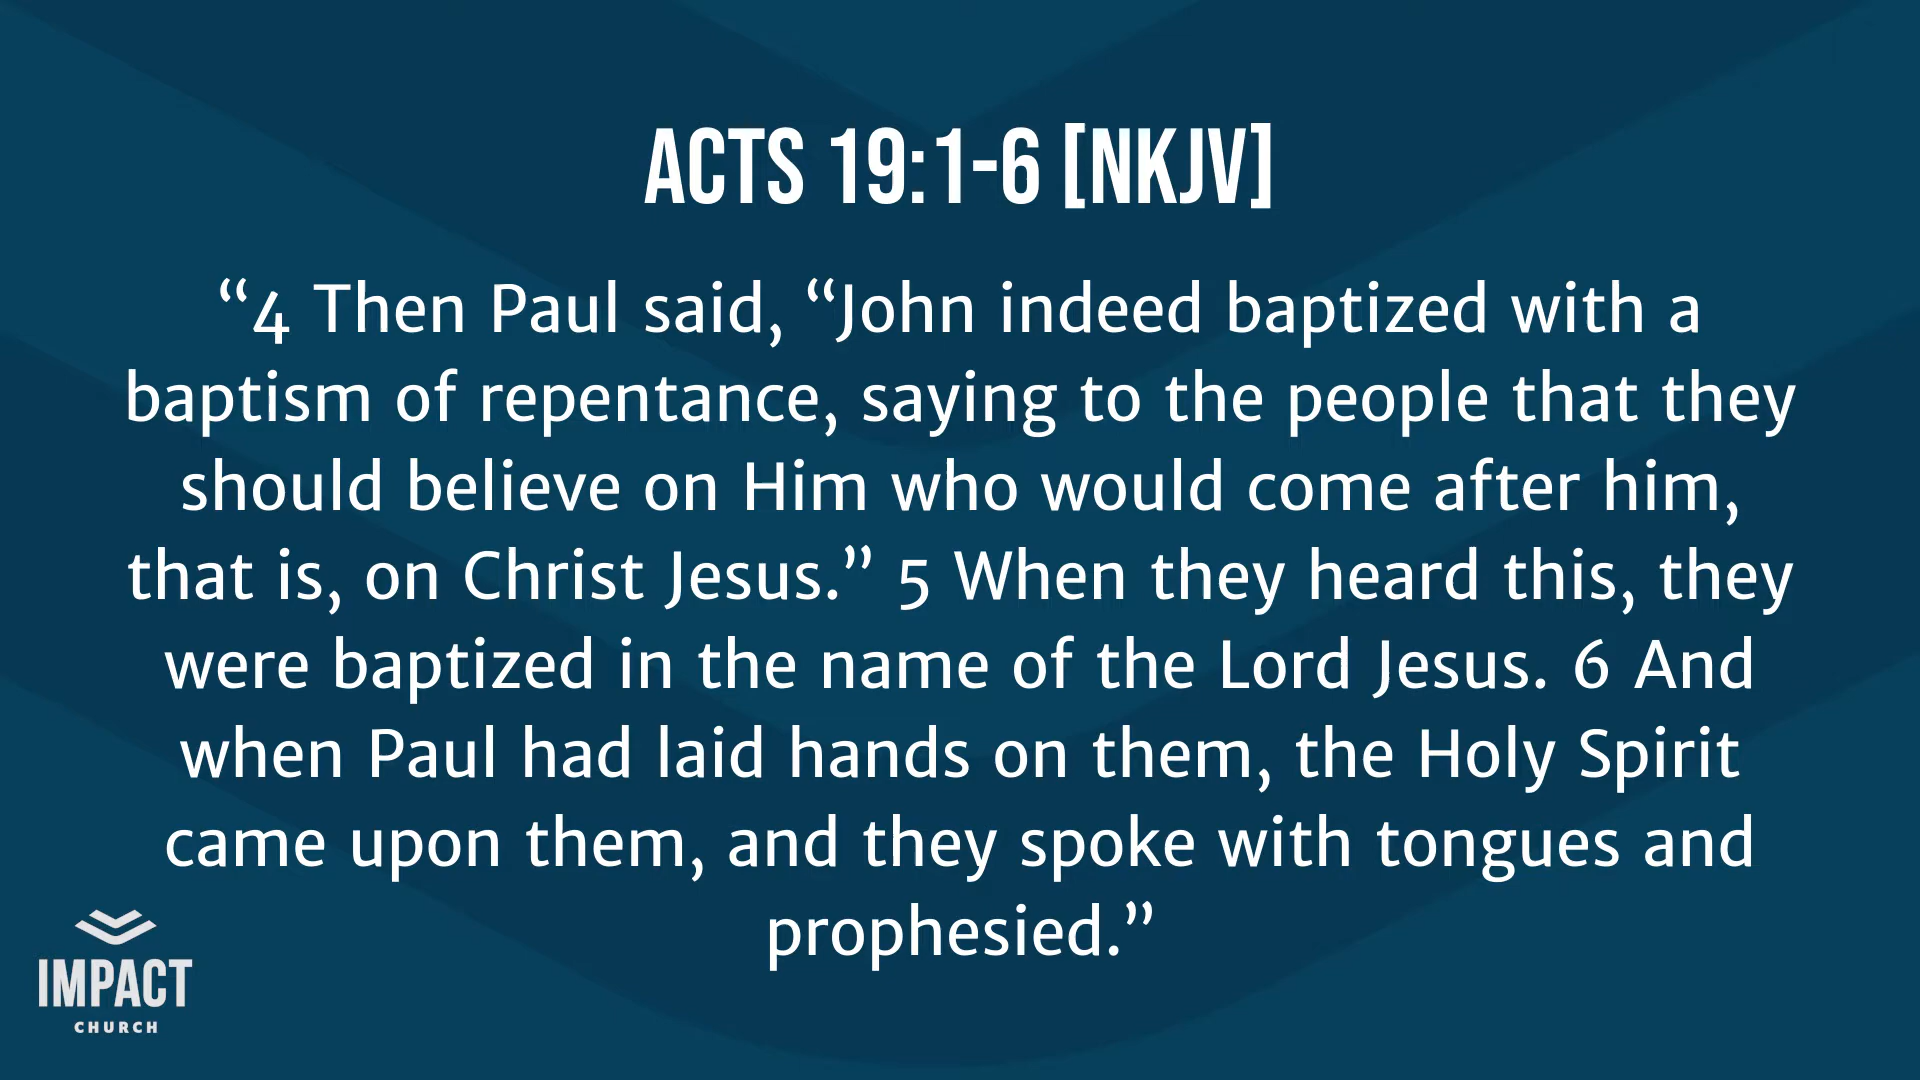 ACTS 19:1-6 [NKJV]
“4 Then Paul said, “John indeed baptized with a
baptism of repentance, saying to the people that they
should believe on Him who would come after him,
that is, on Christ Jesus.” 5 When they heard this, they
were baptized in the name of the Lord Jesus. 6 And
when Paul had laid hands on them, the Holy Spirit
came upon them, and they spoke with tongues and
prophesied.”
IMPACT
CHURCH